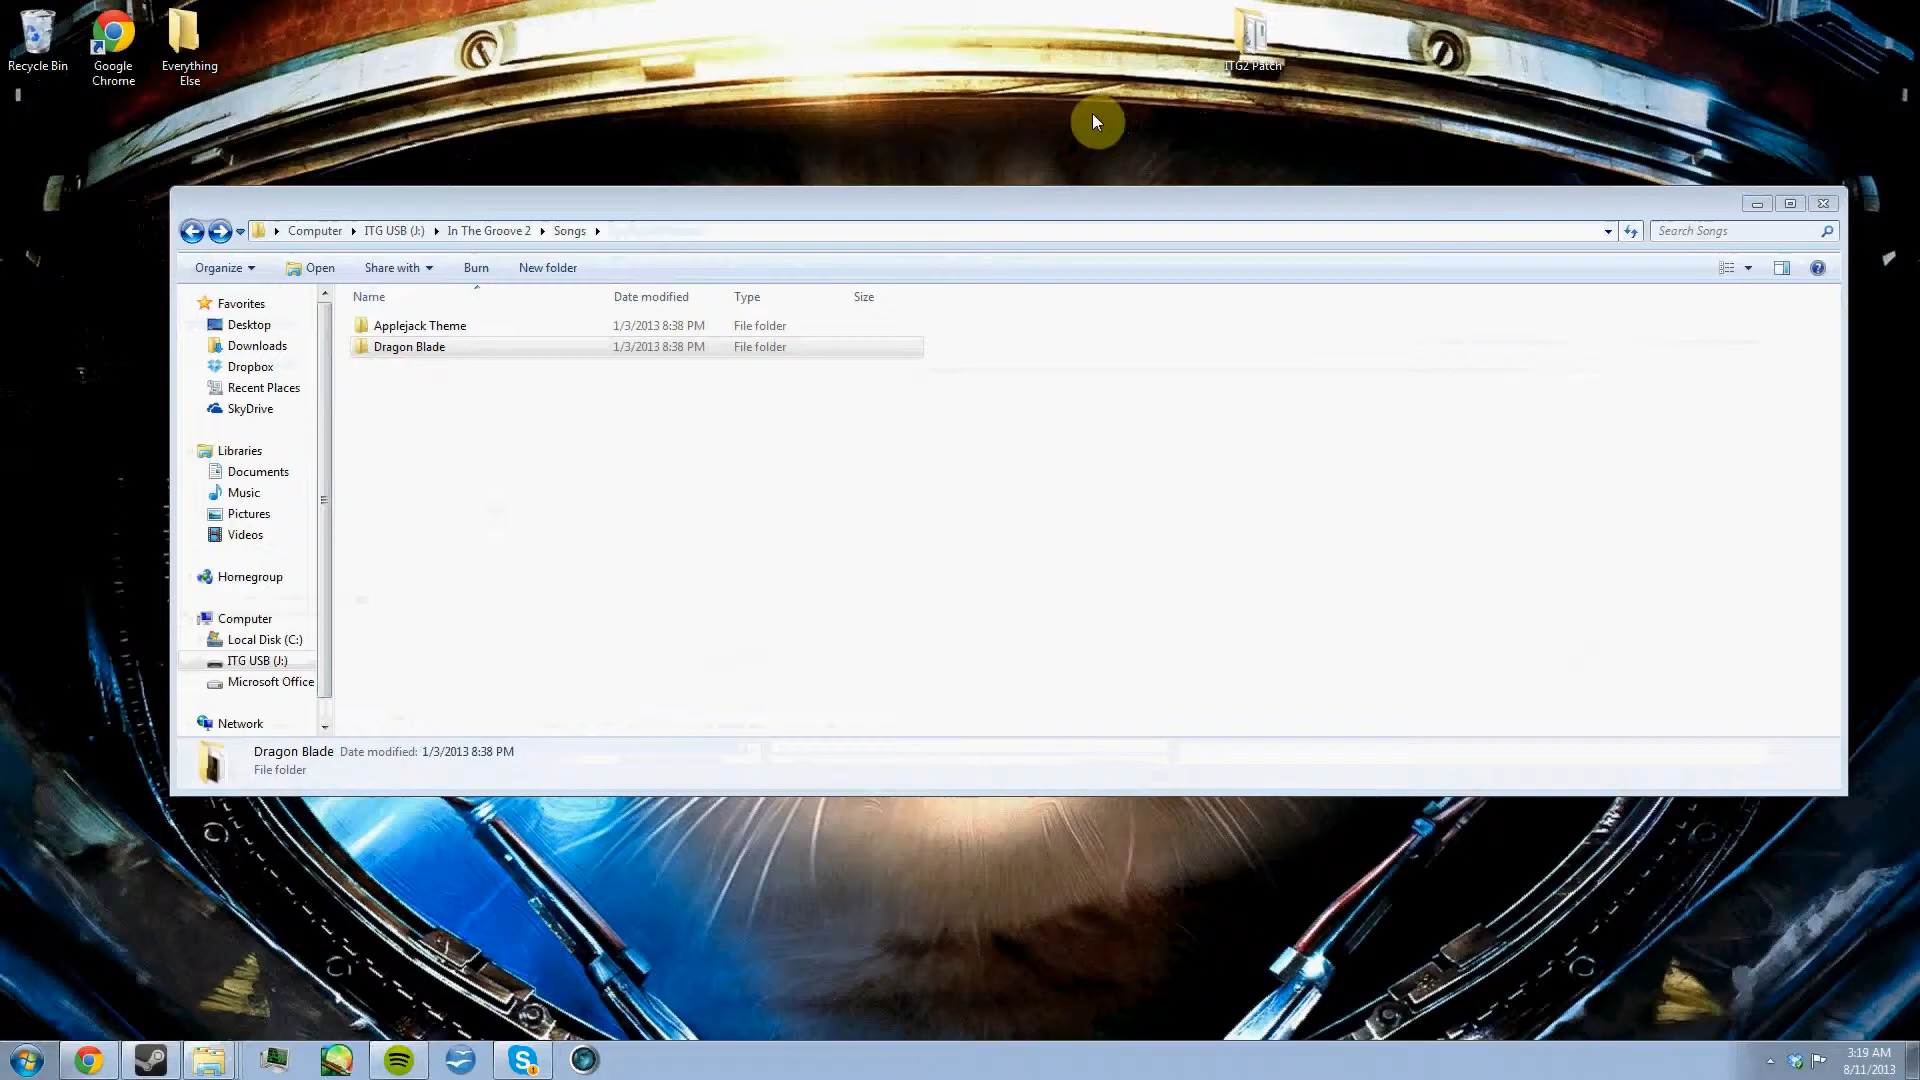 Recycle Bin
Google
Chrome
Everything
Else
ITG2 Patch
Computer ITG USB (J:) In The Groove 2 Songs
Search Songs
Organize Open Share with Burn New folder
Name Date modified Type Size
Applejack Theme 1/3/2013 8:38 PM File folder
Dragon Blade 1/3/2013 8:38 PM File folder
Favorites
Desktop
Downloads
Dropbox
Recent Places
SkyDrive
Libraries
Documents
Music
Pictures
Videos
Homegroup
Computer
Local Disk (C:)
ITG USB (J:)
Microsoft Office
Network
Dragon Blade Date modified: 1/3/2013 8:38 PM
File folder
3:19 AM
8/11/2013